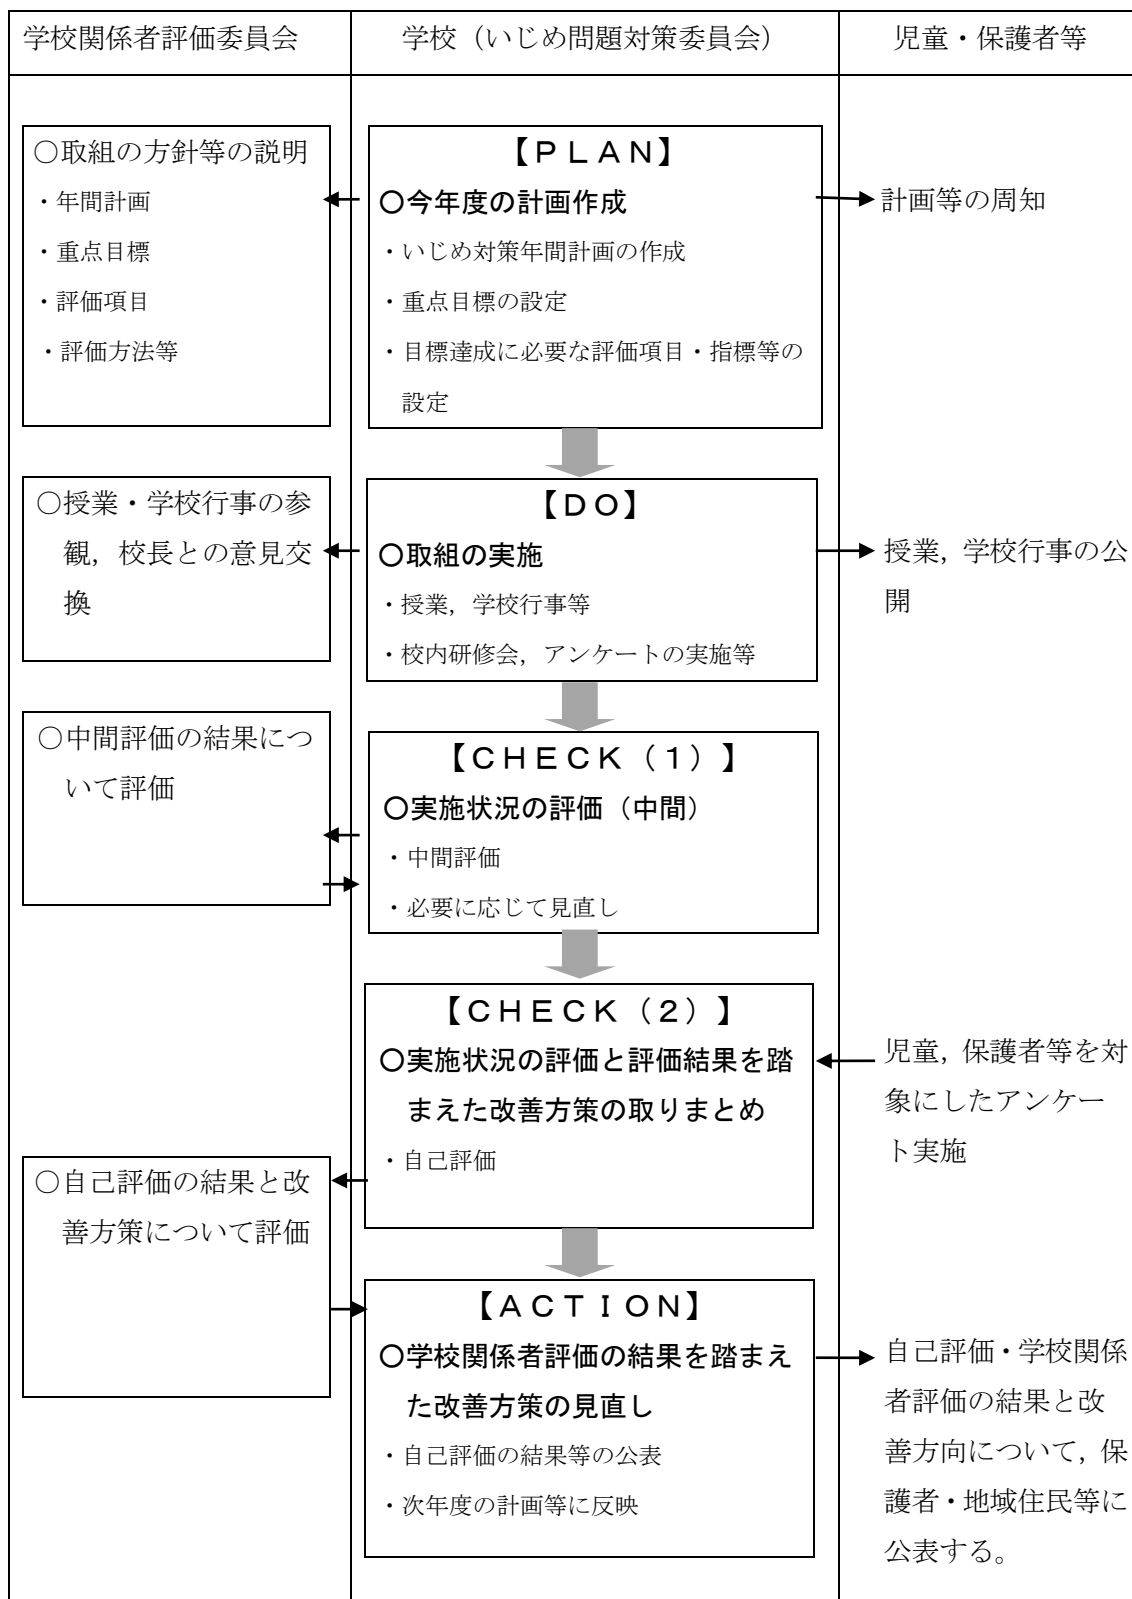 学校関係者評価委員会
学校（いじめ問題対策委員会）
児童・保護者等
○取組の方針等の説明
・年間計画
・重点目標
・評価項目
・評価方法等
【ＰＬＡＮ】
○今年度の計画作成
・いじめ対策年間計画の作成
・重点目標の設定
・目標達成に必要な評価項目・指標等の
設定
計画等の周知
○授業・学校行事の参
観，校長との意見交
換
【ＤＯ】
○取組の実施
・授業，学校行事等
・校内研修会，アンケートの実施等
授業，学校行事の公
開
○中間評価の結果につ
いて評価
【ＣＨＥＣＫ（１）】
○実施状況の評価（中間）
・中間評価
・必要に応じて見直し
【ＣＨＥＣＫ（２）】
○実施状況の評価と評価結果を踏
まえた改善方策の取りまとめ
・自己評価
児童，保護者等を対
象にしたアンケー
ト実施
○自己評価の結果と改
善方策について評価
【ＡＣＴＩＯＮ】
○学校関係者評価の結果を踏まえ
た改善方策の見直し
・自己評価の結果等の公表
・次年度の計画等に反映
自己評価・学校関係
者評価の結果と改
善方向について，保
護者・地域住民等に
公表する。